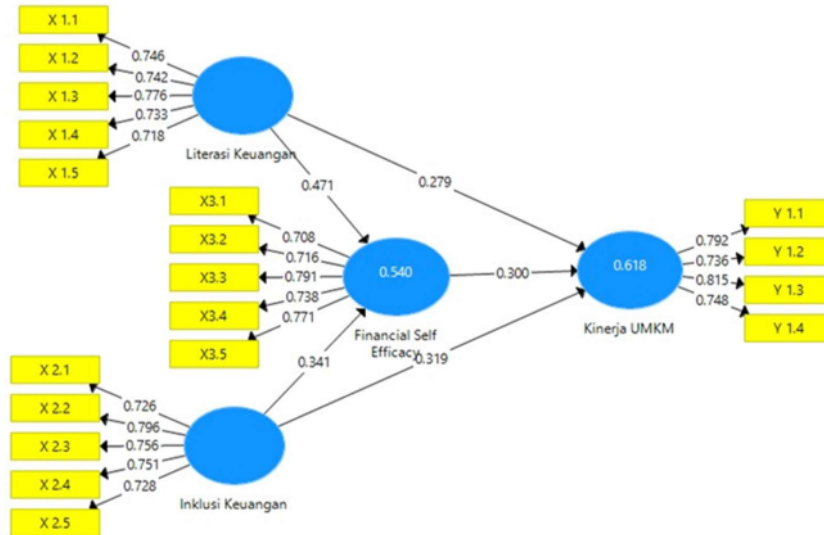 X 1.1
X 1.2
X 1.3
X 1.4
X 1.5
0.746
0.742
0.776
0.733
0.718
Literasi Keuangan
0.471
0.279
X3.1
X3.2
X3.3
X3.4
X3.5
0.708
0.716
0.791
0.738
0.771
0.540
Financial Self
Efficacy
0.300
0.618
Kinerja UMKM
0.792
0.736
0.815
0.748
Y 1.1
Y 1.2
Y 1.3
Y 1.4
0.341
0.319
X 2.1
X 2.2
X 2.3
X 2.4
X 2.5
0.726
0.796
0.756
0.751
0.728
Inklusi Keuangan